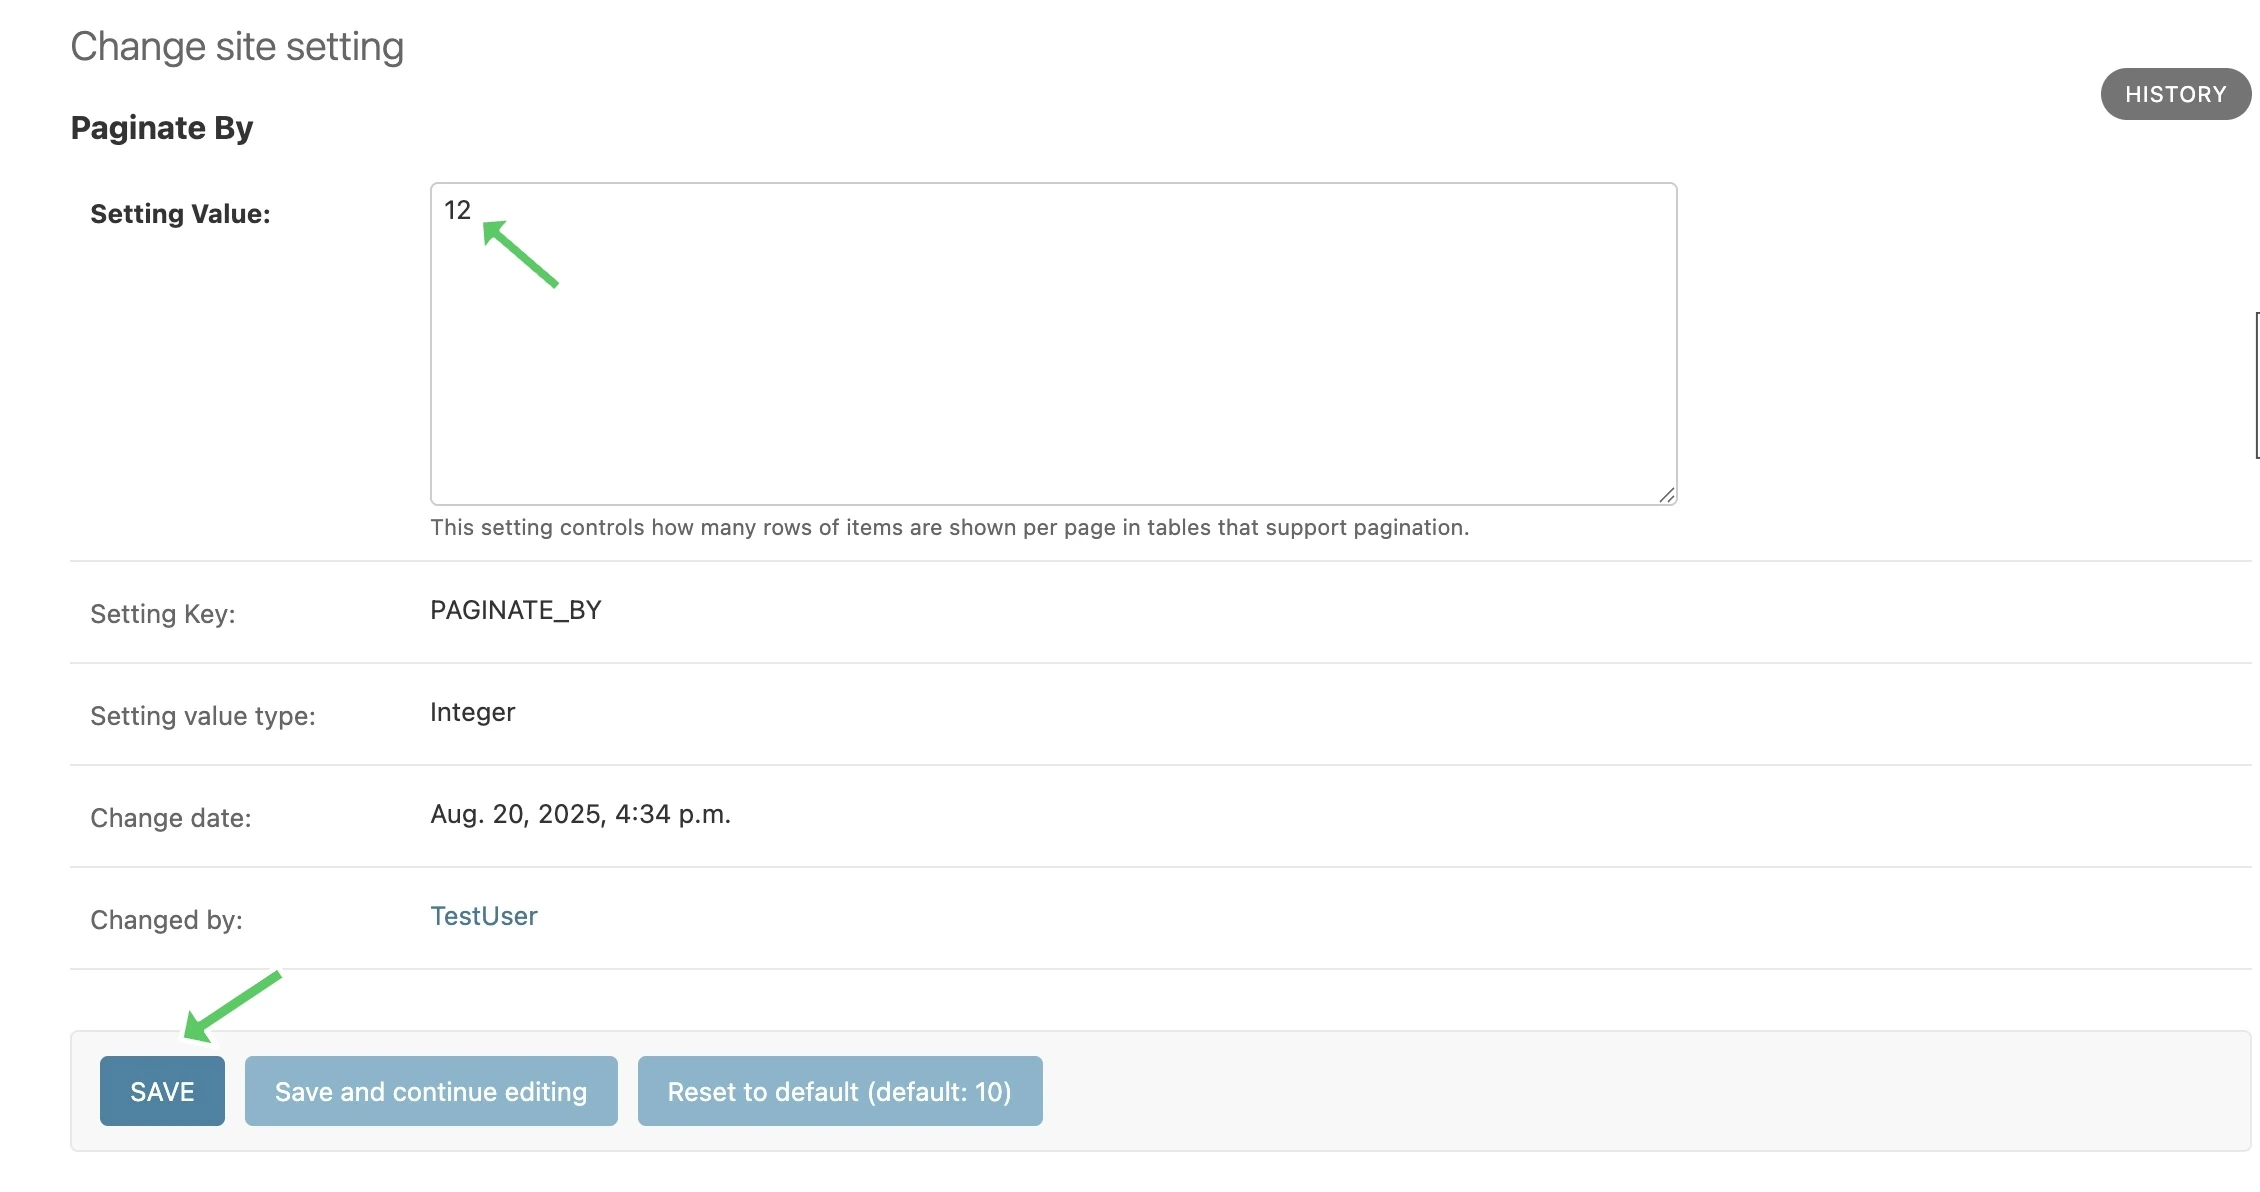 Change site setting
HISTORY
Paginate By
Setting Value:
12
This setting controls how many rows of items are shown per page in tables that support pagination.
Setting Key:
PAGINATE_BY
Setting value type:
Integer
Change date:
Aug. 20, 2025, 4:34 p.m.
Changed by:
TestUser
SAVE
Save and continue editing
Reset to default (default: 10)